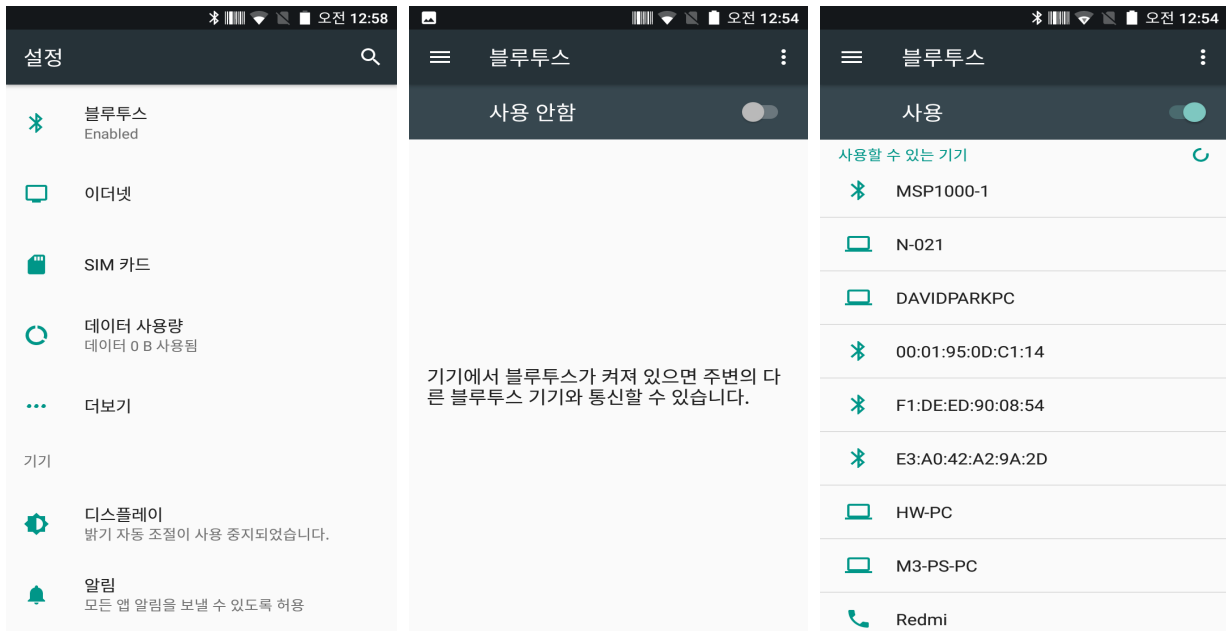 오전 12:58
설정
블루투스
Enabled
이더넷
SIM 카드
데이터 사용량
데이터 0 B 사용됨
더보기
기기
디스플레이
밝기 자동 조절이 사용 중지되었습니다.
알림
모든 앱 알림을 보낼 수 있도록 허용
오전 12:54
블루투스
사용 안함
기기에서 블루투스가 켜져 있으면 주변의 다
른 블루투스 기기와 통신할 수 있습니다.
오전 12:54
블루투스
사용
사용할 수 있는 기기
MSP1000-1
N-021
DAVIDPARKPC
00:01:95:0D:C1:14
F1:DE:ED:90:08:54
E3:A0:42:A2:9A:2D
HW-PC
M3-PS-PC
Redmi